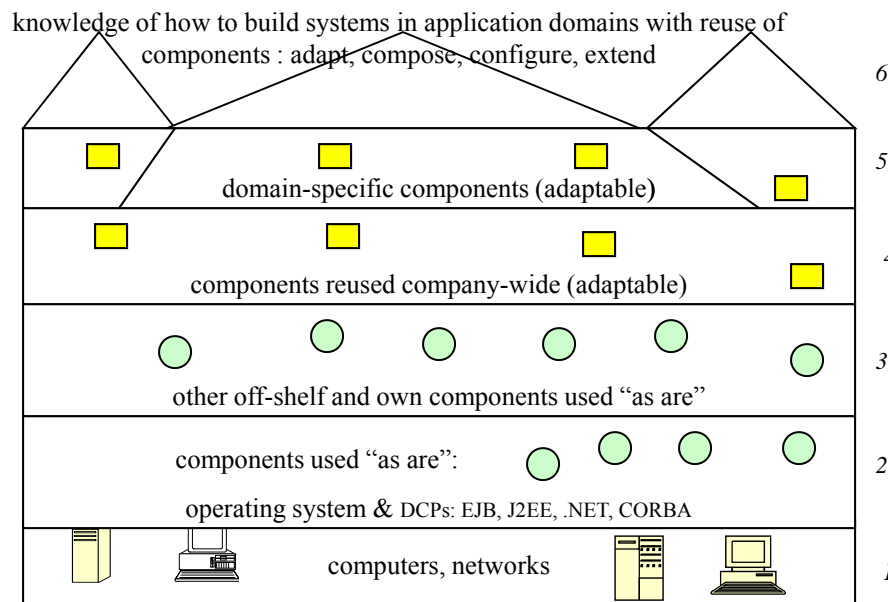 knowledge of how to build systems in application domains with reuse of
components : adapt, compose, configure, extend
6
5
domain-specific components (adaptable)
4
components reused company-wide (adaptable)
3
other off-shelf and own components used “as are”
components used “as are”:
2
operating system & DCPs: EJB, J2EE, .NET, CORBA
computers, networks
1